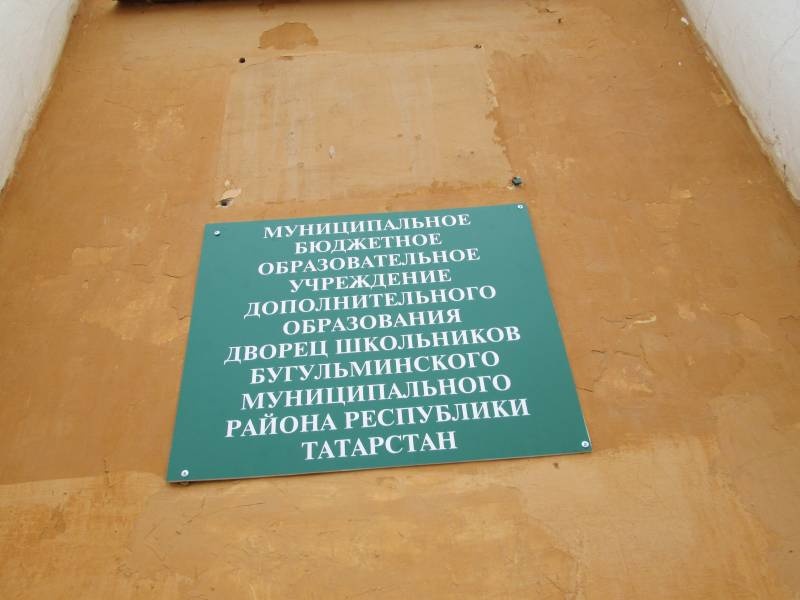 МУНИЦИПАЛЬНОЕ
БЮДЖЕТНОЕ
ОБРАЗОВАТЕЛЬНОЕ
УЧРЕЖДЕНИЕ
ДОПОЛНИТЕЛЬНОГО
ОБРАЗОВАНИЯ
ДВОРЕЦ ШКОЛЬНИКОВ
БУГУЛЬМИНСКОГО
МУНИЦИПАЛЬНОГО
РАЙОНА РЕСПУБЛИКИ
ТАТАРСТАН